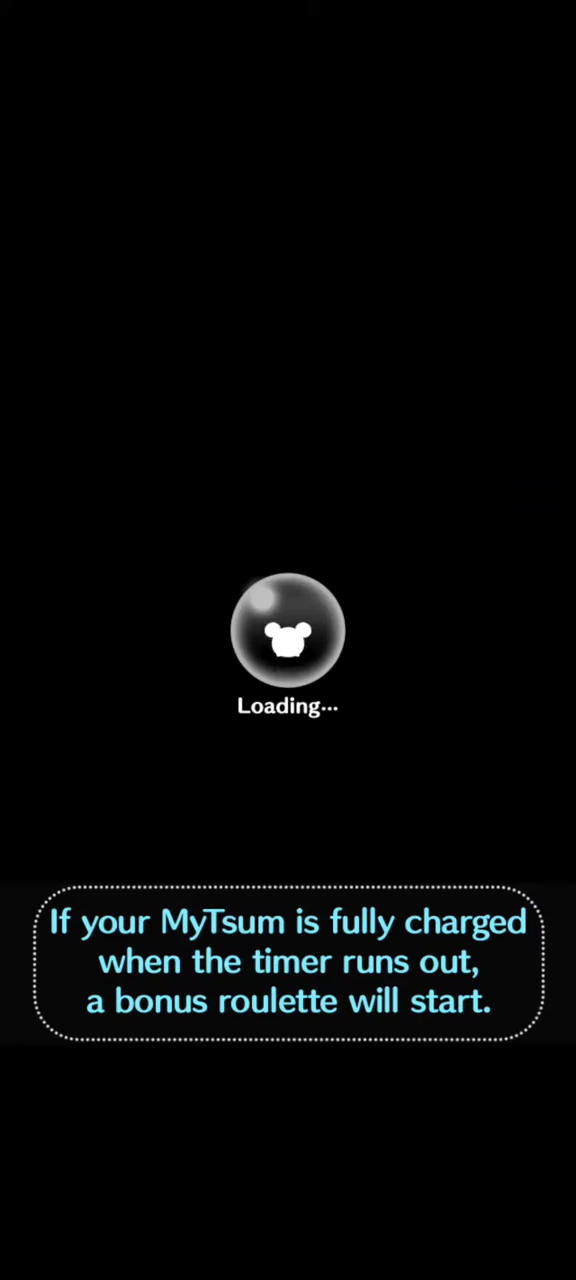 Loading···
If your MyTsum is fully charged
when the timer runs out,
a bonus roulette will start.